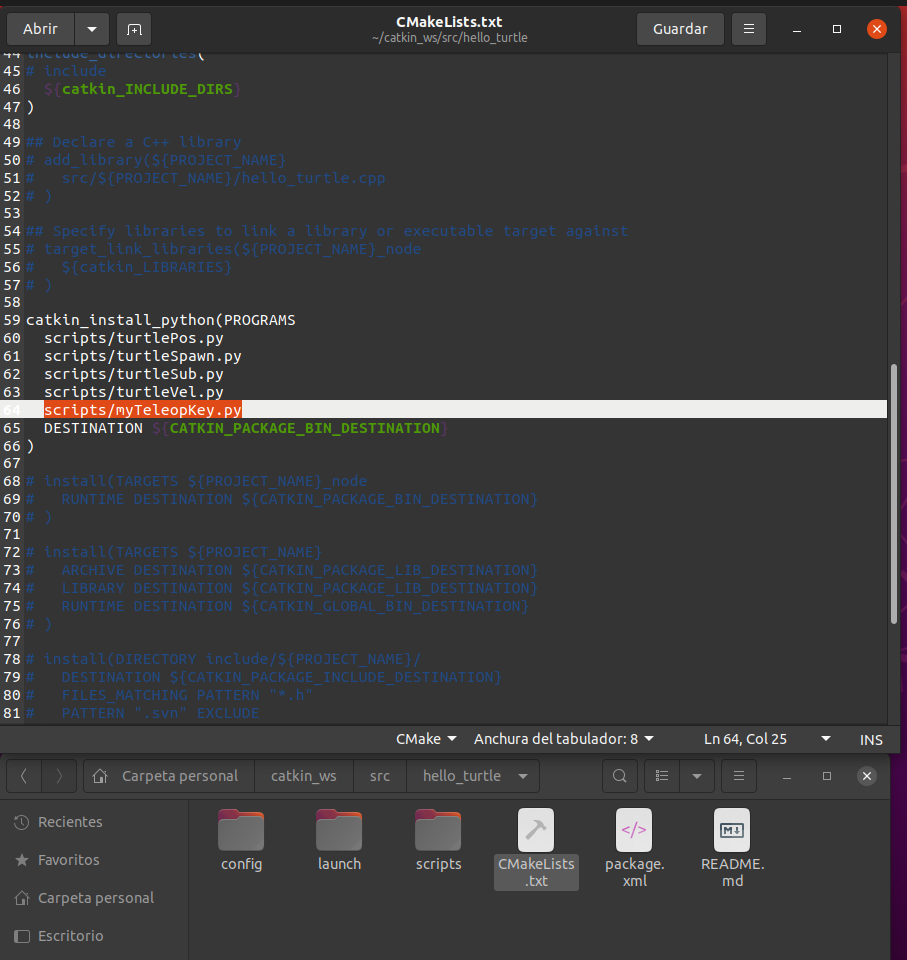 Abrir
CMakeLists.txt
~/catkin_ws/src/hello_turtle
Guardar
44 include_directories(
45 # include
46   ${catkin_INCLUDE_DIRS}
47 )
48
49 ## Declare a C++ library
50 # add_library(${PROJECT_NAME}
51 #   src/${PROJECT_NAME}/hello_turtle.cpp
52 # )
53
54 ## Specify libraries to link a library or executable target against
55 # target_link_libraries(${PROJECT_NAME}_node
56 #   ${catkin_LIBRARIES}
57 # )
58
59 catkin_install_python(PROGRAMS
60   scripts/turtlePos.py
61   scripts/turtleSpawn.py
62   scripts/turtleSub.py
63   scripts/turtleVel.py
64   scripts/myTeleopKey.py
65   DESTINATION ${CATKIN_PACKAGE_BIN_DESTINATION}
66 )
67
68 # install(TARGETS ${PROJECT_NAME}_node
69 #   RUNTIME DESTINATION ${CATKIN_PACKAGE_BIN_DESTINATION}
70 # )
71
72 # install(TARGETS ${PROJECT_NAME}
73 #   ARCHIVE DESTINATION ${CATKIN_PACKAGE_LIB_DESTINATION}
74 #   LIBRARY DESTINATION ${CATKIN_PACKAGE_LIB_DESTINATION}
75 #   RUNTIME DESTINATION ${CATKIN_GLOBAL_BIN_DESTINATION}
76 # )
77
78 # install(DIRECTORY include/${PROJECT_NAME}/
79 #   DESTINATION ${CATKIN_PACKAGE_INCLUDE_DESTINATION}
80 #   FILES_MATCHING PATTERN "*.h"
81 #   PATTERN ".svn" EXCLUDE
CMake Anchura del tabulador: 8 Ln 64, Col 25 INS
Carpeta personal catkin_ws src hello_turtle
Recientes
Favoritos
Carpeta personal
Escritorio
config
launch
scripts
CMakeLists
.txt
package.
xml
README.
md